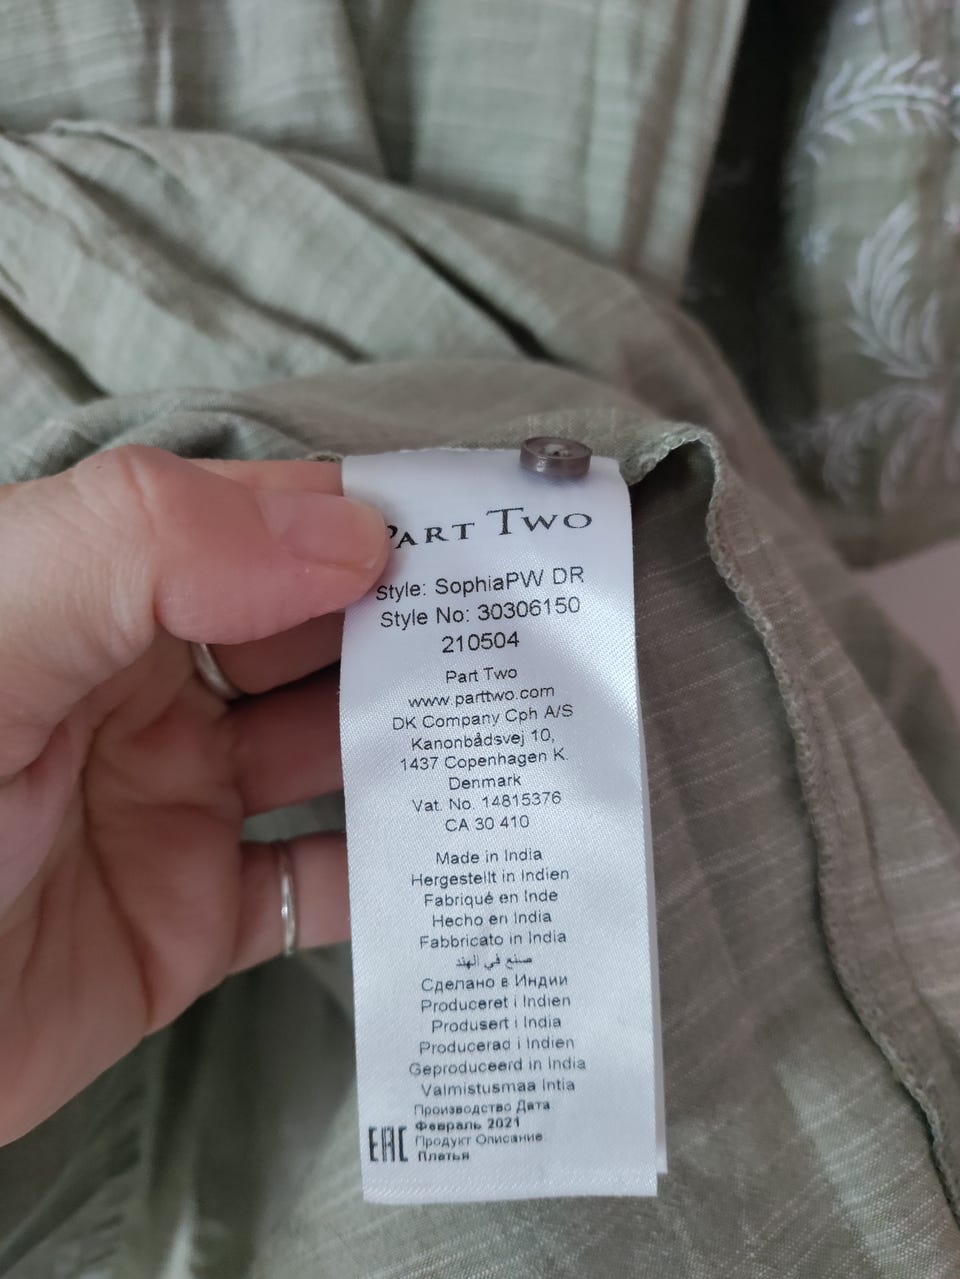 PART TWO
Style: SophiaPW DR
Style No: 30306150
210504
Part Two
www.parttwo.com
DK Company Cph A/S
Kanonbådsvej 10,
1437 Copenhagen K.
Denmark
Vat. No. 14815376
CA 30 410
Made in India
Hergestellt in Indien
Fabriqué en Inde
Hecho en India
Fabbricato in India
صنع في الهند
Сделано в Индии
Produceret i Indien
Produsert i India
Producerad i Indien
Geproduceerd in India
Valmistusmaa Intia
Производство Дата
Февраль 2021
EAC Продукт Описание
Платья